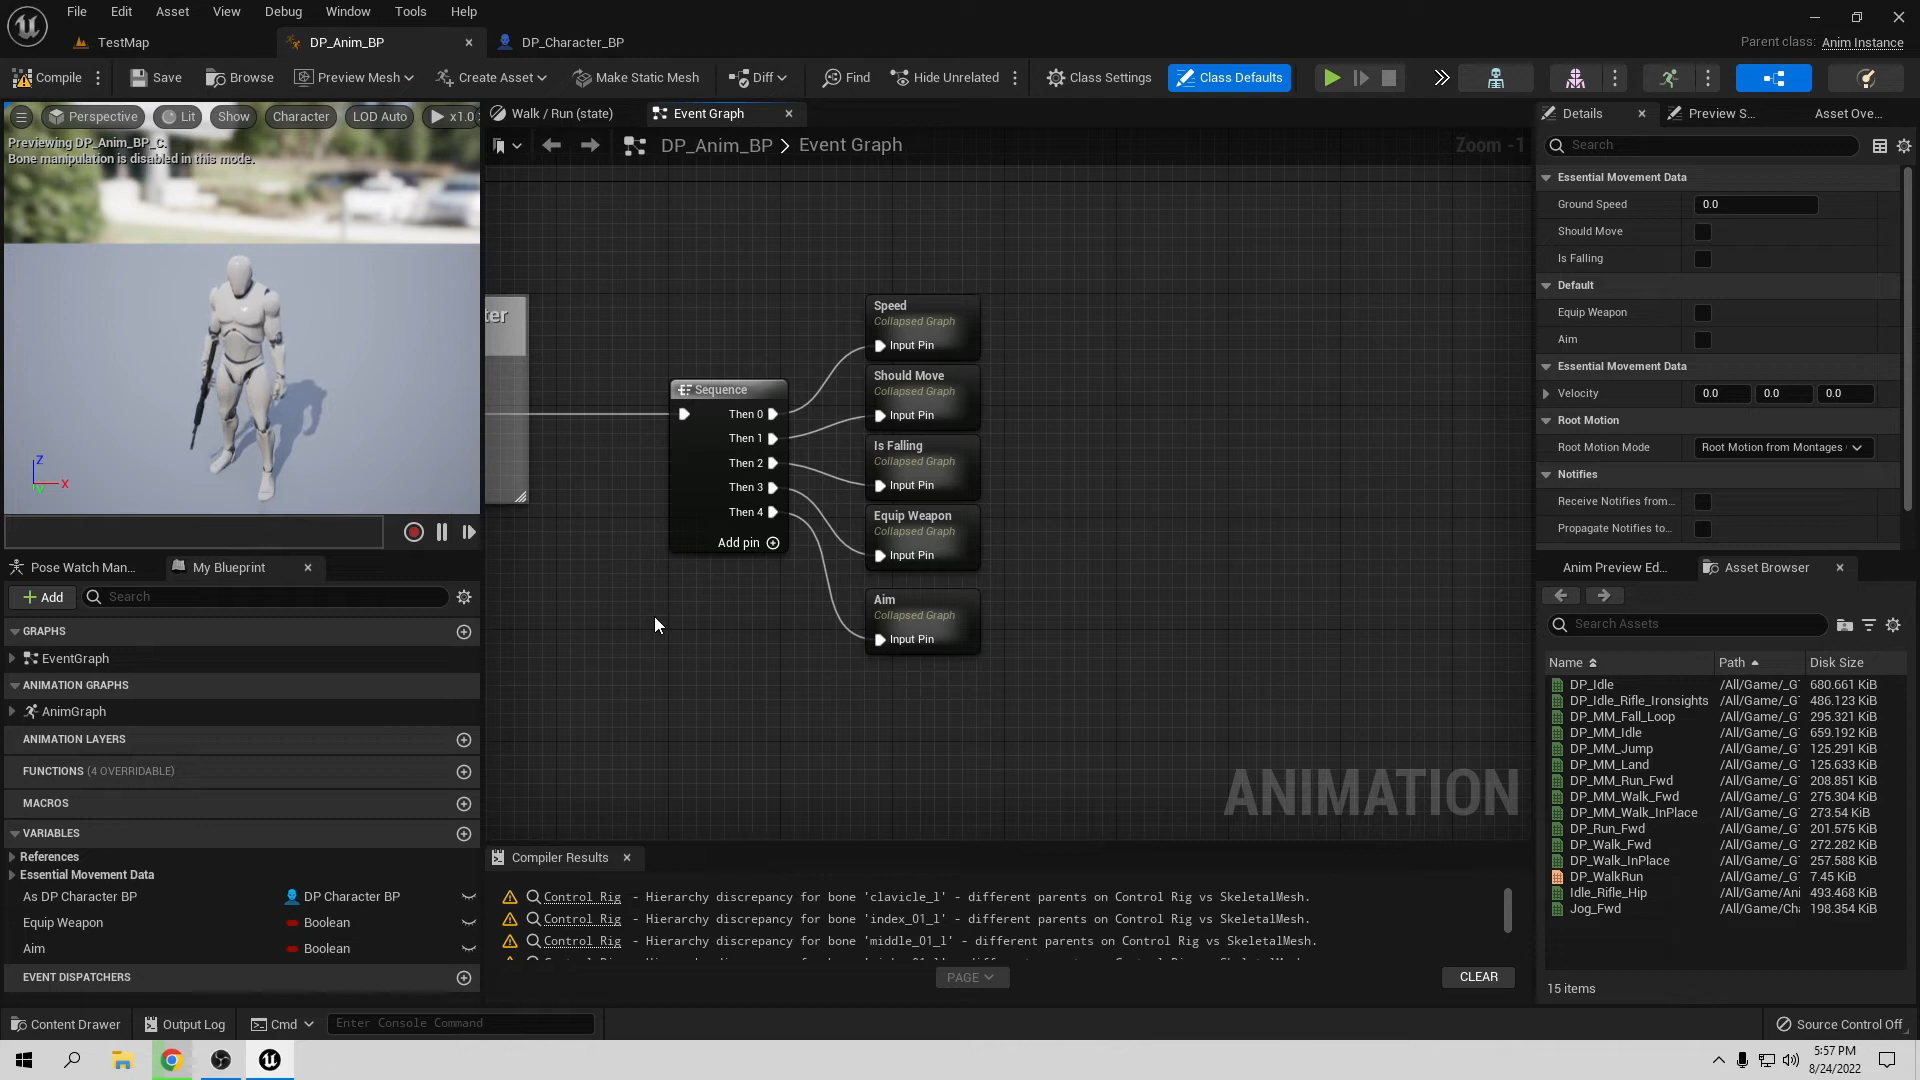 File Edit Asset View Debug Window Tools Help
TestMap DP_Anim_BP DP_Character_BP Parent class: Anim Instance
Compile Save Browse Preview Mesh Create Asset Make Static Mesh Diff Find Hide Unrelated Class Settings Class Defaults
Perspective Lit Show Character LOD Auto x1.0
Previewing DP_Anim_BP_C.
Bone manipulation is disabled in this mode.
Z
X
Y
Walk / Run (state) Event Graph
DP_Anim_BP > Event Graph Zoom -1
ter
Sequence
Then 0
Then 1
Then 2
Then 3
Then 4
Add pin
Speed
Collapsed Graph
Input Pin
Should Move
Collapsed Graph
Input Pin
Is Falling
Collapsed Graph
Input Pin
Equip Weapon
Collapsed Graph
Input Pin
Aim
Collapsed Graph
Input Pin
ANIMATION
Details Preview S... Asset Ove...
Search
Essential Movement Data
Ground Speed 0.0
Should Move
Is Falling
Default
Equip Weapon
Aim
Essential Movement Data
Velocity 0.0 0.0 0.0
Root Motion
Root Motion Mode Root Motion from Montages
Notifies
Receive Notifies from...
Propagate Notifies to...
Pose Watch Man... My Blueprint
Add Search
GRAPHS
EventGraph
ANIMATION GRAPHS
AnimGraph
ANIMATION LAYERS
FUNCTIONS (4 OVERRIDABLE)
MACROS
VARIABLES
References
Essential Movement Data
As DP Character BP DP Character BP
Equip Weapon Boolean
Aim Boolean
EVENT DISPATCHERS
Compiler Results
Control Rig - Hierarchy discrepancy for bone 'clavicle_l' - different parents on Control Rig vs SkeletalMesh.
Control Rig - Hierarchy discrepancy for bone 'index_01_l' - different parents on Control Rig vs SkeletalMesh.
Control Rig - Hierarchy discrepancy for bone 'middle_01_l' - different parents on Control Rig vs SkeletalMesh.
PAGE CLEAR
Anim Preview Ed... Asset Browser
Search Assets
Name Path Disk Size
DP_Idle /All/Game/_G 680.661 KiB
DP_Idle_Rifle_Ironsights /All/Game/_G 486.123 KiB
DP_MM_Fall_Loop /All/Game/_G 295.321 KiB
DP_MM_Idle /All/Game/_G 659.192 KiB
DP_MM_Jump /All/Game/_G 125.291 KiB
DP_MM_Land /All/Game/_G 125.633 KiB
DP_MM_Run_Fwd /All/Game/_G 208.851 KiB
DP_MM_Walk_Fwd /All/Game/_G 275.304 KiB
DP_MM_Walk_InPlace /All/Game/_G 273.54 KiB
DP_Run_Fwd /All/Game/_G 201.575 KiB
DP_Walk_Fwd /All/Game/_G 272.282 KiB
DP_Walk_InPlace /All/Game/_G 257.588 KiB
DP_WalkRun /All/Game/_G 7.45 KiB
Idle_Rifle_Hip /All/Game/Ani 493.468 KiB
Jog_Fwd /All/Game/Cha 198.354 KiB
15 items
Content Drawer Output Log Cmd Enter Console Command Source Control Off
5:57 PM
8/24/2022